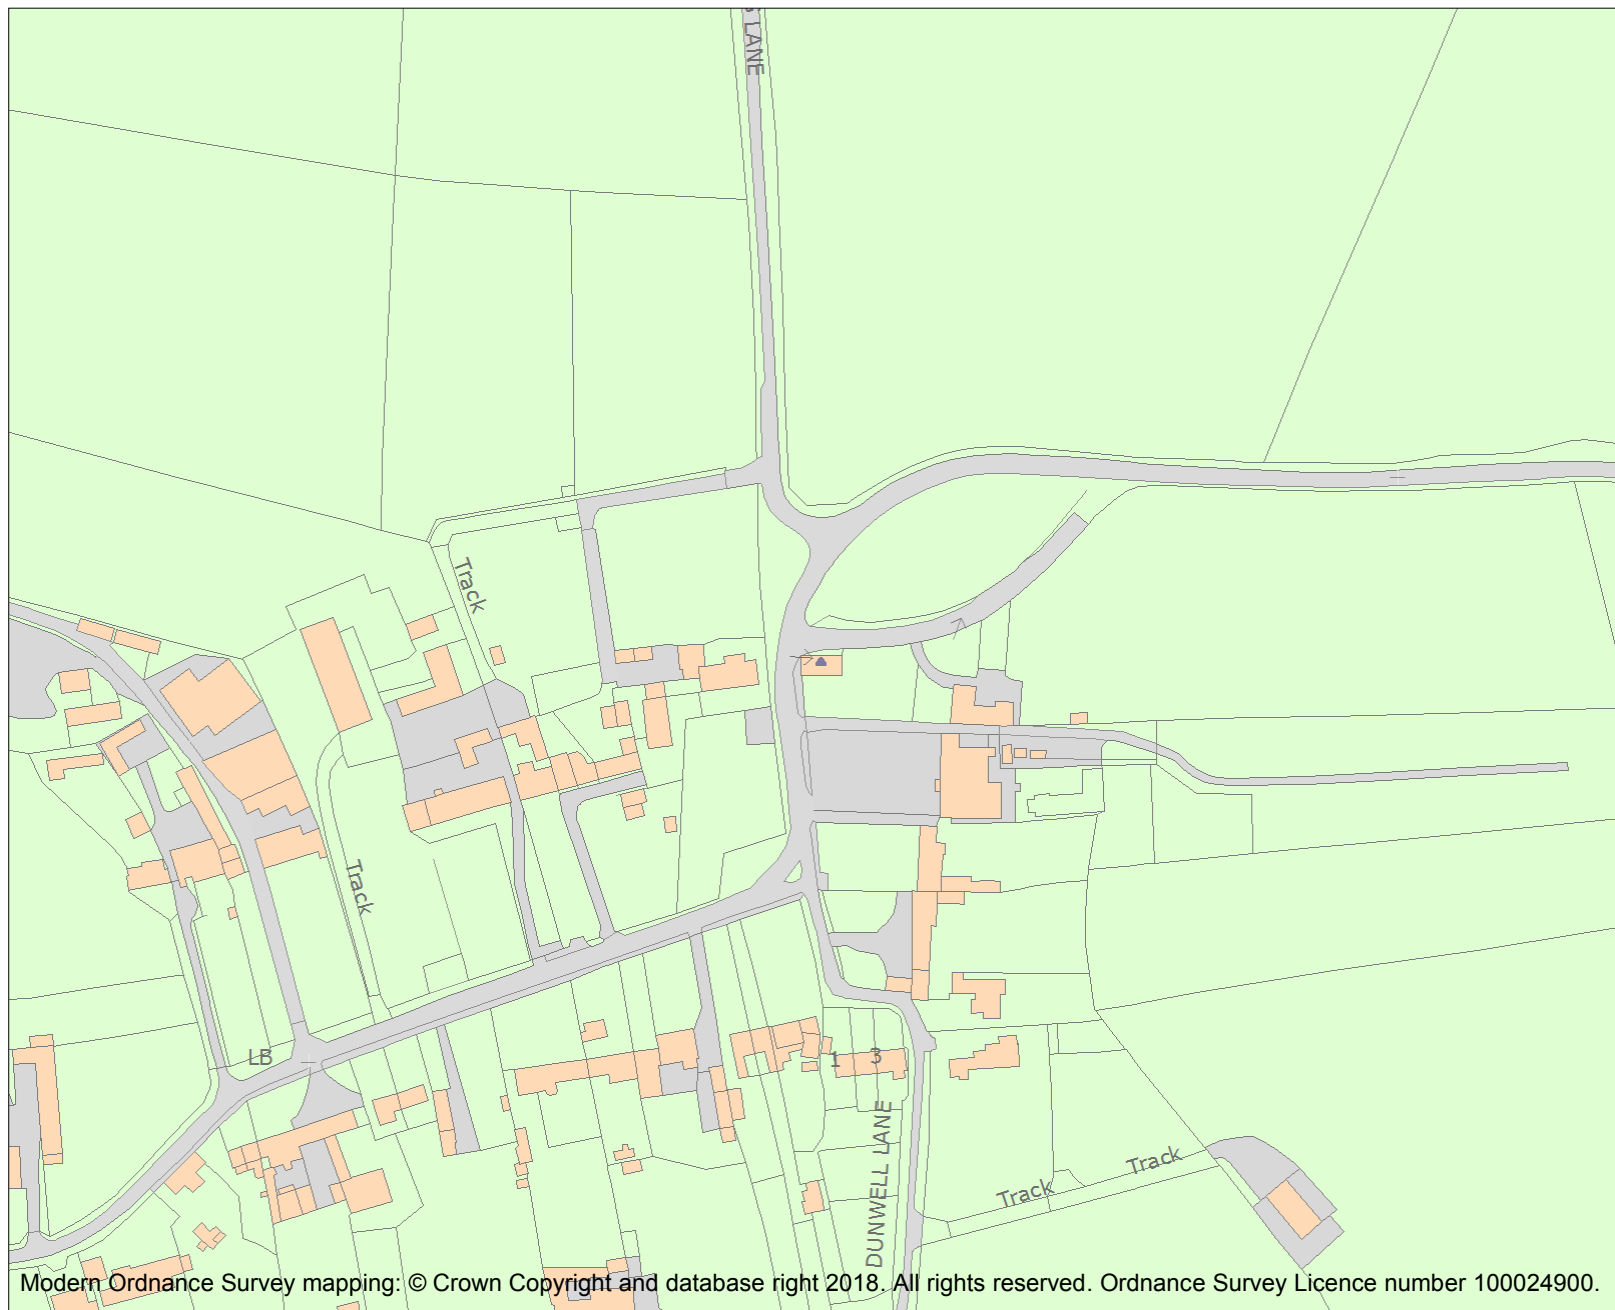 LANE
Track
Track
LB
1
3
DUNWELL LANE
Track
Track
Modern Ordnance Survey mapping: © Crown Copyright and database right 2018. All rights reserved. Ordnance Survey Licence number 100024900.